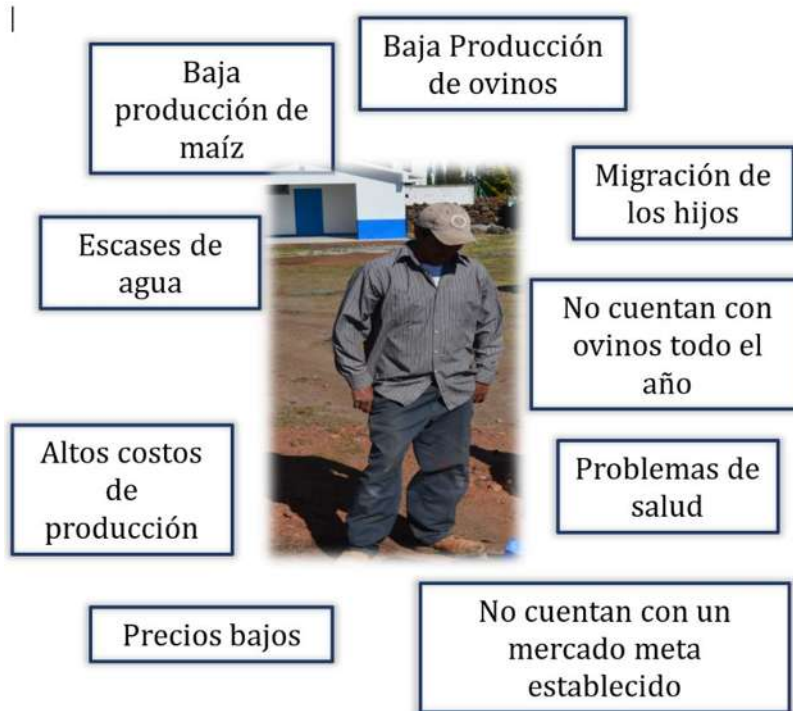 Baja Producción
de ovinos
Baja
producción de
maíz
Migración de
los hijos
Escases de
agua
No cuentan con
ovinos todo el
año
Altos costos
de
producción
Problemas de
salud
Precios bajos
No cuentan con un
mercado meta
establecido